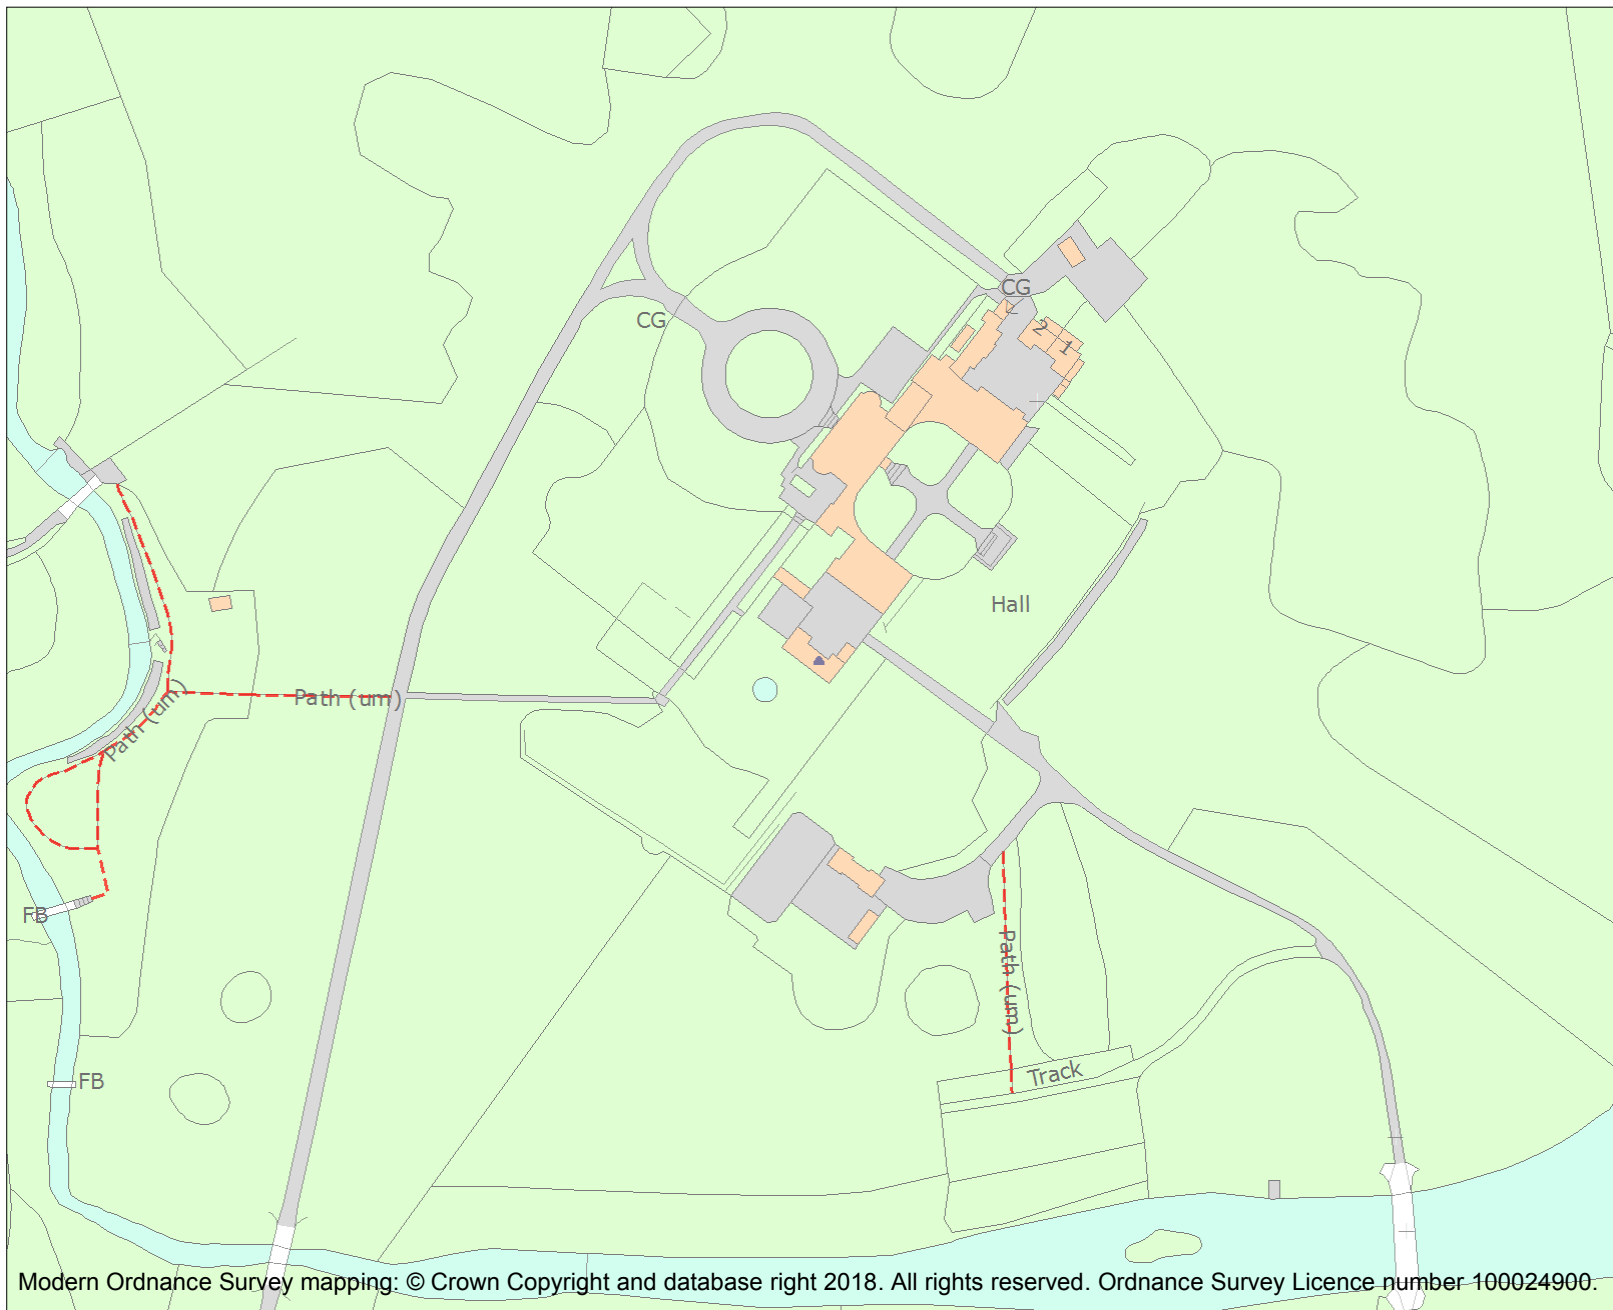 CG
CG
2
1
Hall
Path (um)
Path (um)
FB
Path (um)
Track
FB
Modern Ordnance Survey mapping: © Crown Copyright and database right 2018. All rights reserved. Ordnance Survey Licence number 100024900.